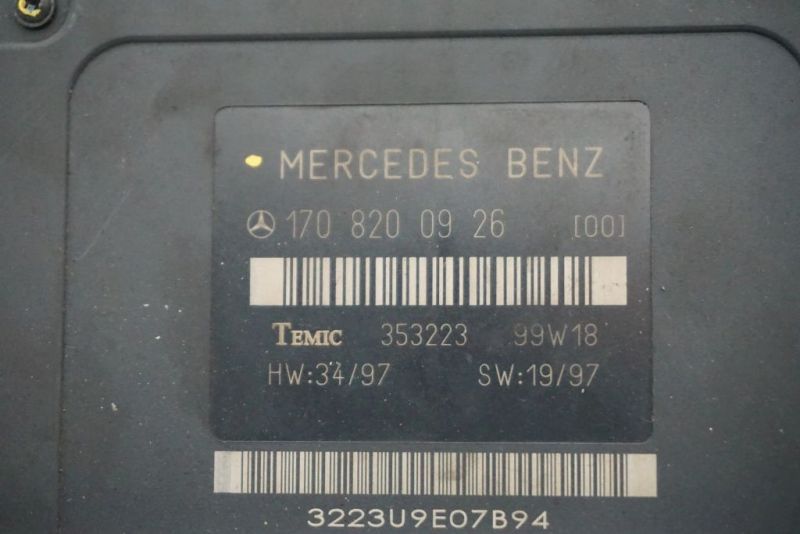 MERCEDES BENZ
170 820 09 26 [00]
TEMIC 353223 99W18
HW:34/97 SW:19/97
3223U9E07B94